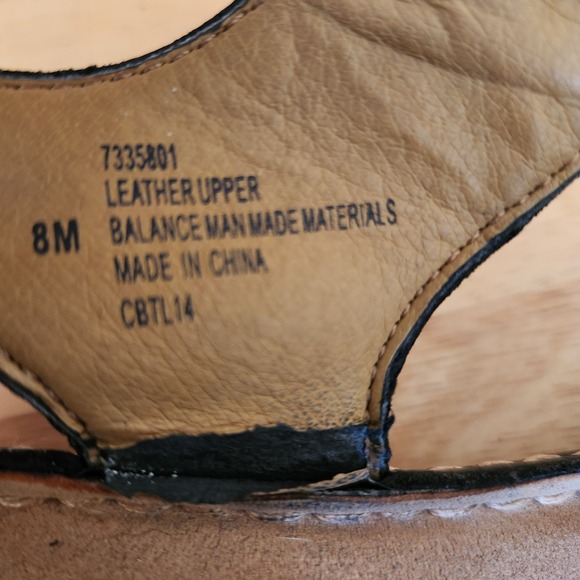 7335801
LEATHER UPPER
8M
BALANCE MAN MADE MATERIALS
MADE IN CHINA
CBTL14